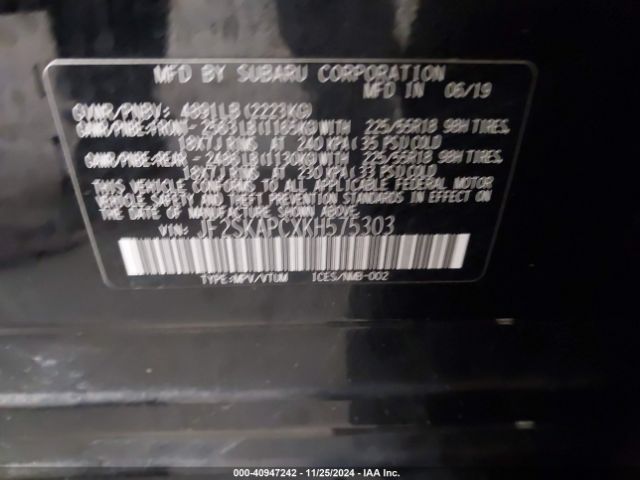 MFD BY SUBARU CORPORATION
MFD IN 06/19
GVWR/PNBV: 4891LB(2223KG)
GAWR/PNBE:FRONT- 2563LB(1165KG)WITH 225/55R18 98H TIRES,
18X7J RIMS AT 240 KPA(35 PSI)COLD
GAWR/PNBE:REAR - 2486LB(1130KG)WITH 225/55R18 98H TIRES,
18X7J RIMS AT 230 KPA(33 PSI)COLD
THIS VEHICLE CONFORMS TO ALL APPLICABLE FEDERAL
MOTOR VEHICLE SAFETY AND THEFT PREVENTION STANDARDS IN EFFECT ON
THE DATE OF MANUFACTURE SHOWN ABOVE.
VIN: JF2SKAPCXKH575303
TYPE:MPV/VTUM ICES/NMB-002
000-40947242 - 11/25/2024 - IAA Inc.